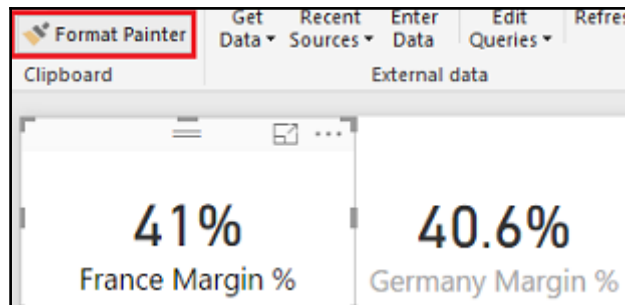 Format Painter
Get Data
Recent Sources
Enter Data
Edit Queries
Refres
Clipboard
External data
41%
France Margin %
40.6%
Germany Margin %